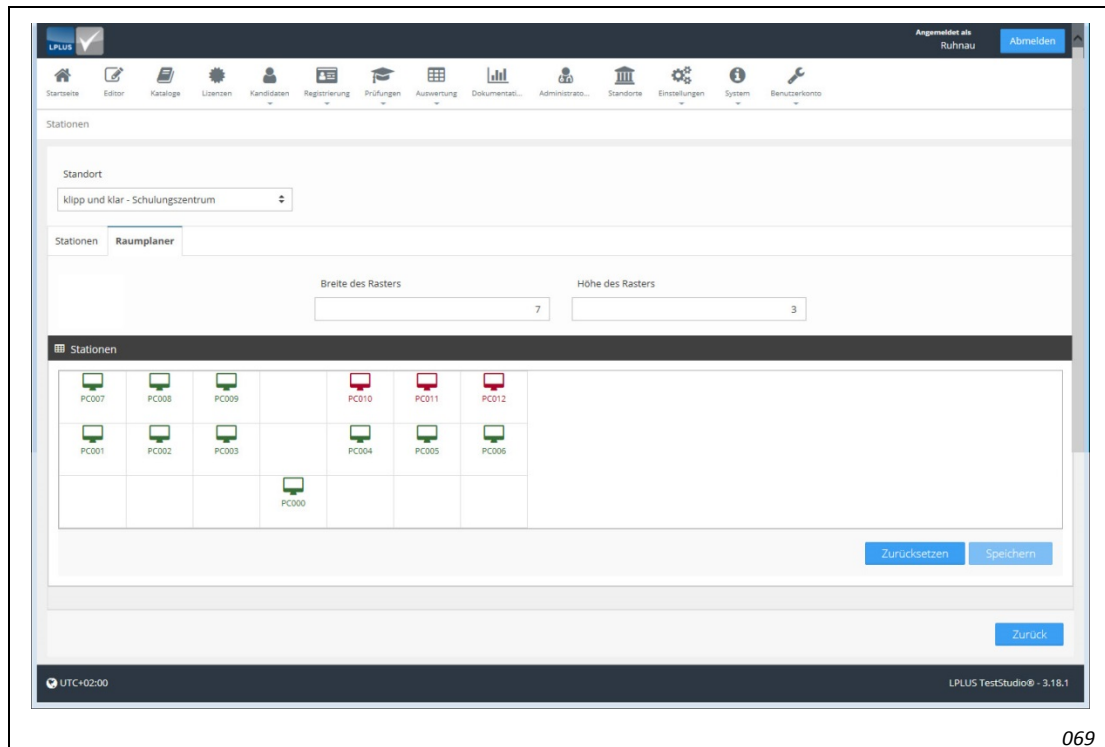 Angemeldet als
LPLUS Ruhnau Abmelden
Startseite Editor Kataloge Lizenzen Kandidaten Registrierung Prüfungen Auswertung Dokumentati... Administrato... Standorte Einstellungen System Benutzerkonto
Stationen
Standort
klipp und klar - Schulungszentrum
Stationen Raumplaner
Breite des Rasters Höhe des Rasters
7 3
Stationen
PC007 PC008 PC009 PC010 PC011 PC012
PC001 PC002 PC003 PC004 PC005 PC006
PC000
Zurücksetzen Speichern
Zurück
UTC+02:00 LPLUS TestStudio® - 3.18.1
069